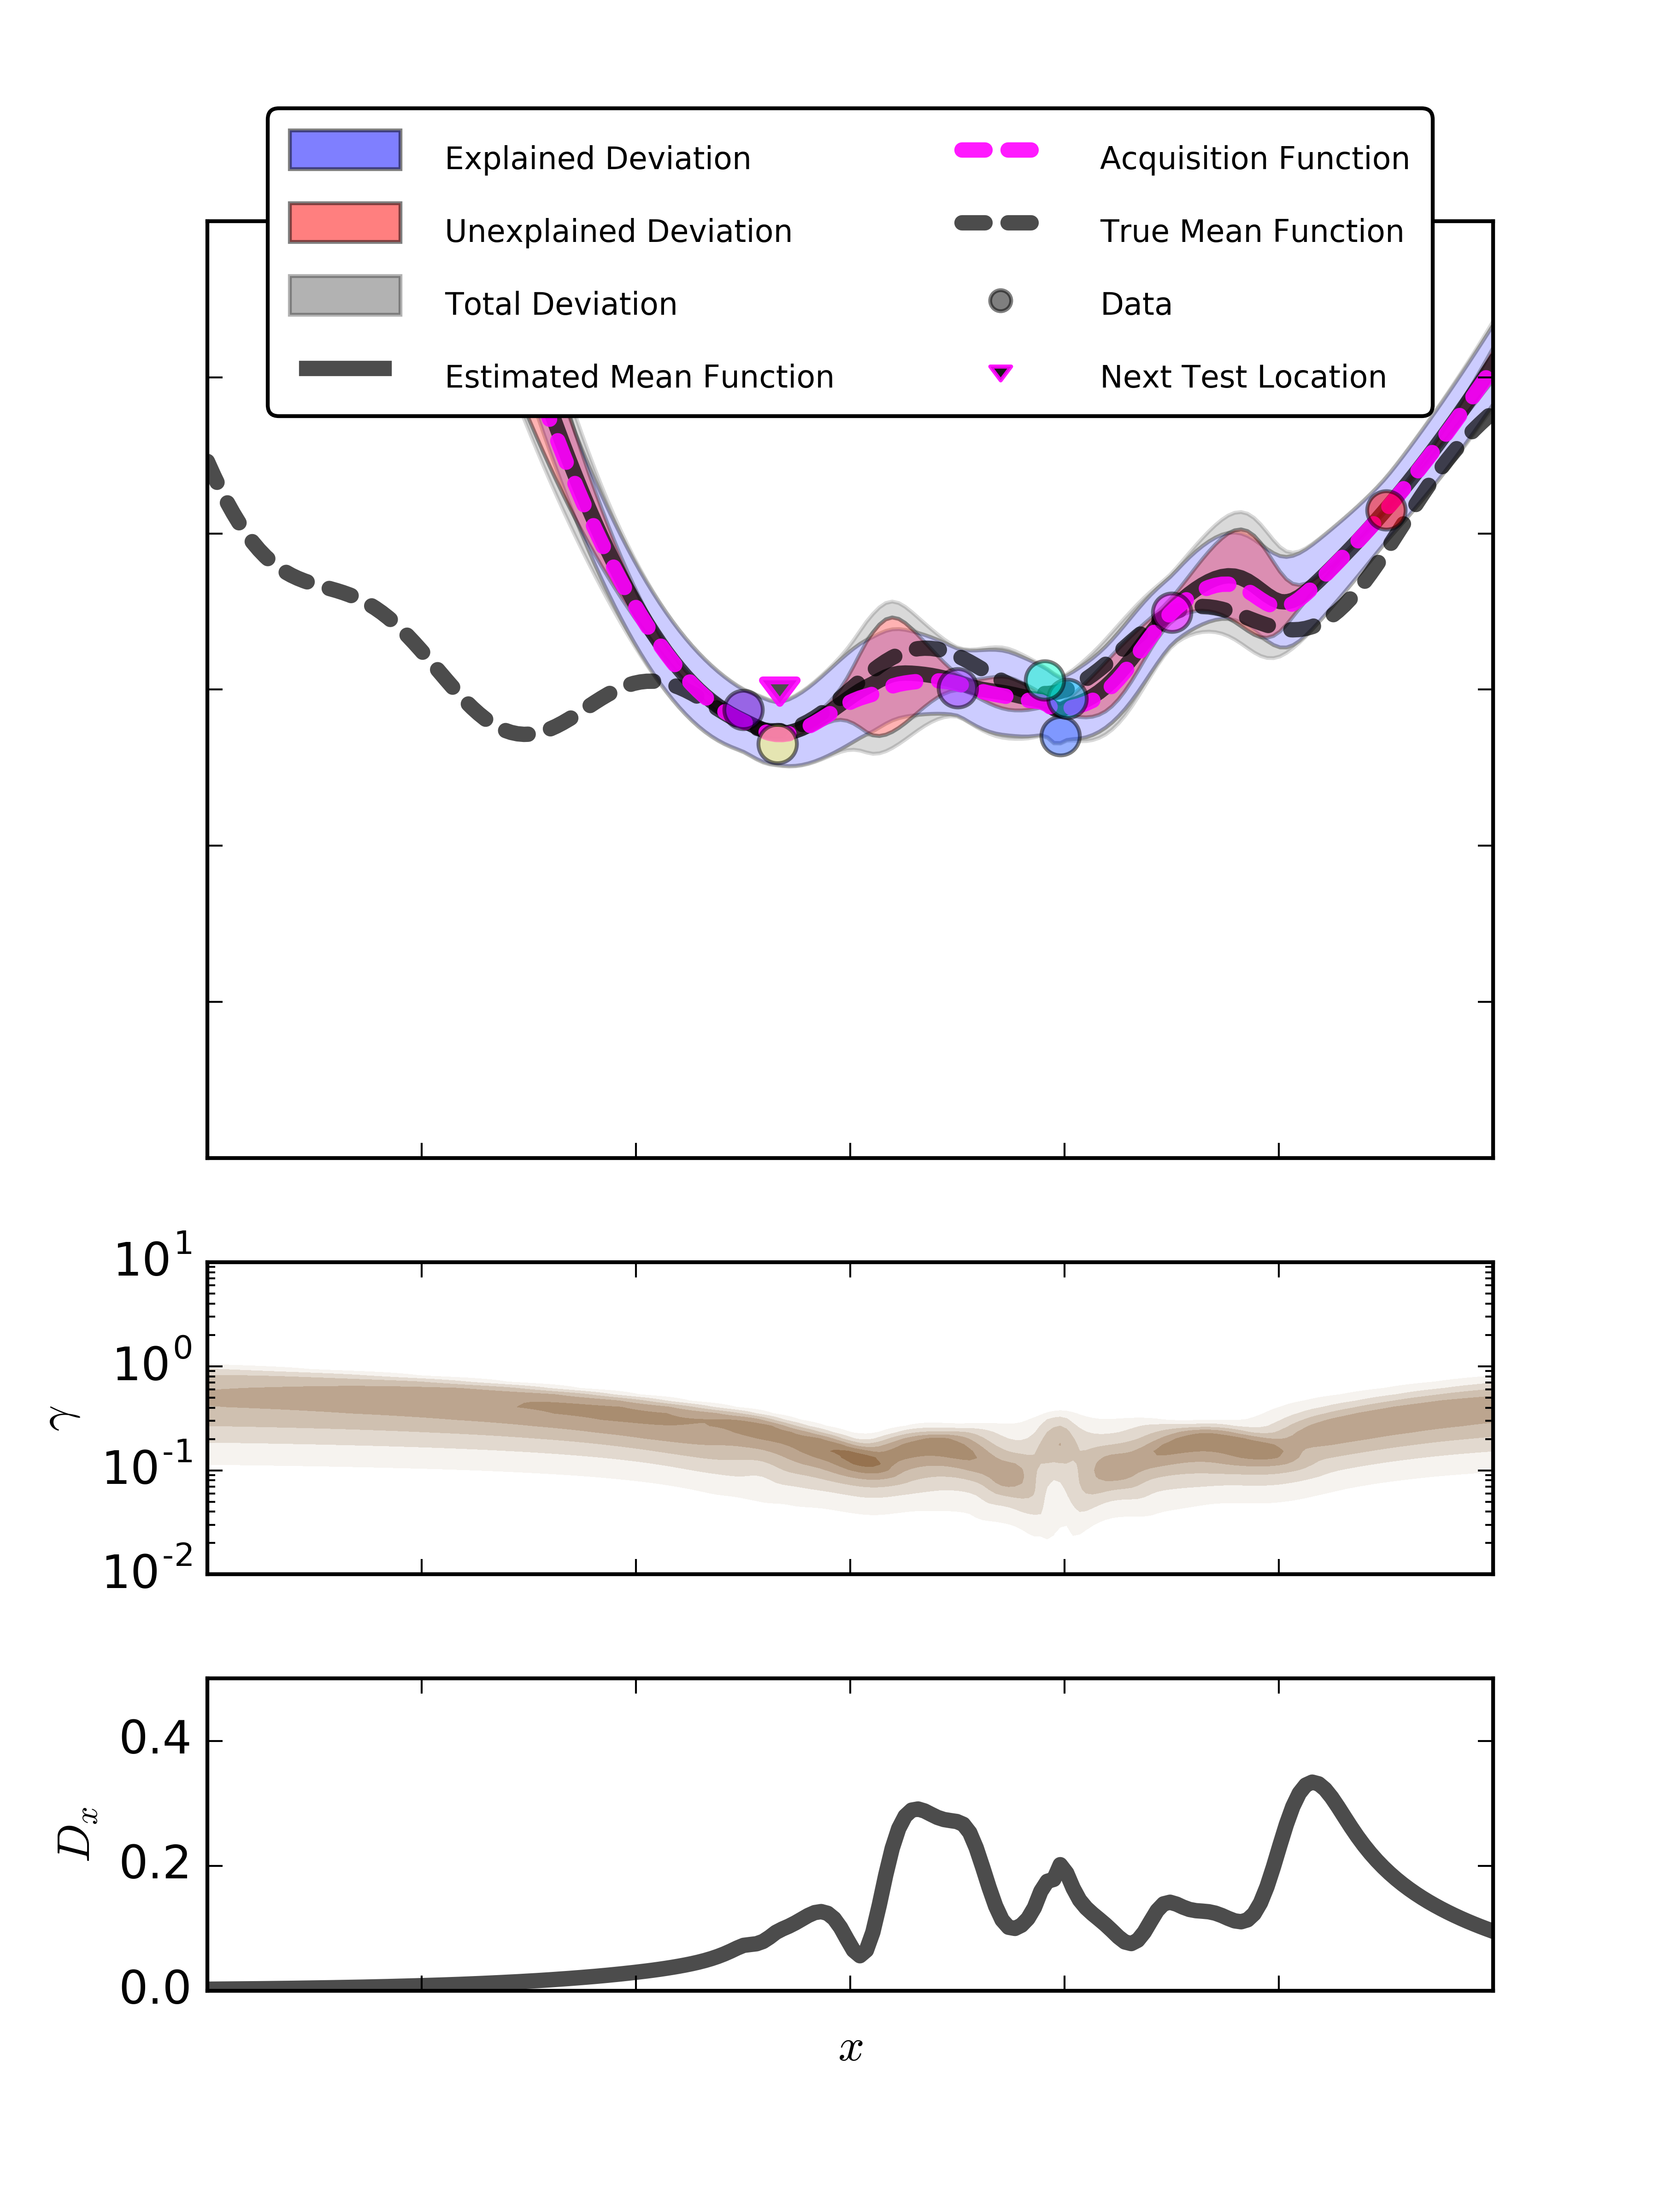 Explained Deviation
Unexplained Deviation
Total Deviation
Estimated Mean Function
Acquisition Function
True Mean Function
Data
Next Test Location
10^1
10^0
10^-1
10^-2
γ
0.4
0.2
0.0
D_x
x